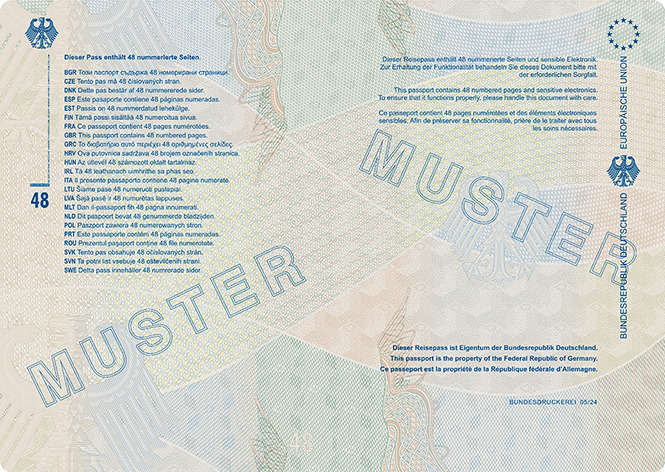 Dieser Pass enthält 48 nummerierte Seiten.
BGR Този паспорт съдържа 48 номерирани страници.
CZE Tento pas má 48 číslovaných stran.
DNK Dette pas består af 48 nummererede sider.
ESP Este pasaporte contiene 48 páginas numeradas.
EST Passis on 48 nummerdatud lehekülge.
FIN Tämä passi sisältää 48 numeroitua sivua.
FRA Ce passeport contient 48 pages numérotées.
GBR This passport contains 48 numbered pages.
GRC Το διαβατήριο αυτό περιέχει 48 αριθμημένες σελίδες.
HRV Ova putovnica sadržava 48 brojem označenih stranica.
HUN Az útlevél 48 számozott oldalt tartalmaz.
IRL Tá 48 leathanach uimhrithe sa phas seo.
ITA Il presente passaporto contiene 48 pagine numerate.
LTU Šiame pase 48 numeruoti puslapiai.
LVA Šajā pasē ir 48 numurētas lappuses.
MLT Dan il-passaport fih 48 paġna innumerati.
NLD Dit paspoort bevat 48 genummerde bladzijden.
POL Paszport zawiera 48 numerowanych stron.
PRT Este passaporte contém 48 páginas numeradas.
ROU Prezentul paşaport conţine 48 file numerotate.
SVK Tento pas obsahuje 48 očíslovaných strán.
SVN Ta potni list vsebuje 48 oštevilčenih strani.
SWE Detta pass innehåller 48 numrerade sidor.
48
MUSTER
Dieser Reisepass enthält 48 nummerierte Seiten und sensible Elektronik.
Zur Erhaltung der Funktionalität behandeln Sie dieses Dokument bitte mit
der erforderlichen Sorgfalt.
This passport contains 48 numbered pages and sensitive electronics.
To ensure that it functions properly, please handle this document with care.
Ce passeport contient 48 pages numérotées et des éléments électroniques
sensibles. Afin de préserver sa fonctionnalité, prière de le traiter avec tous
les soins nécessaires.
MUSTER
Dieser Reisepass ist Eigentum der Bundesrepublik Deutschland.
This passport is the property of the Federal Republic of Germany.
Ce passeport est la propriété de la République fédérale d'Allemagne.
BUNDESDRUCKEREI 05/24
48
BUNDESREPUBLIK DEUTSCHLAND
EUROPÄISCHE UNION